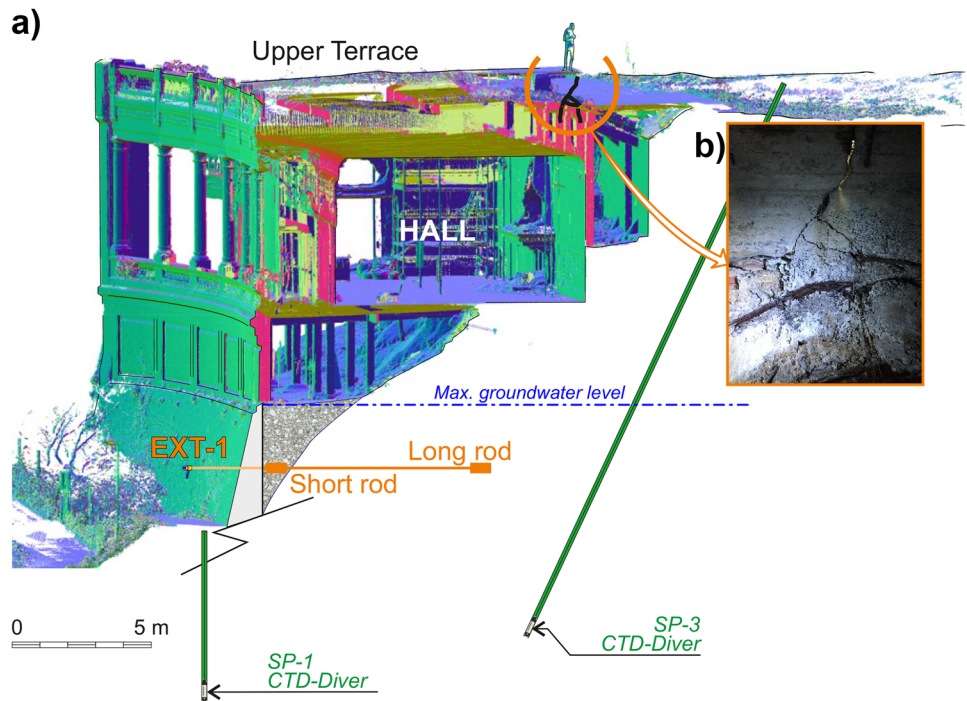 a)
Upper Terrace
b)
HALL
Max. groundwater level
EXT-1
Long rod
Short rod
0 5 m
SP-3
CTD-Diver
SP-1
CTD-Diver